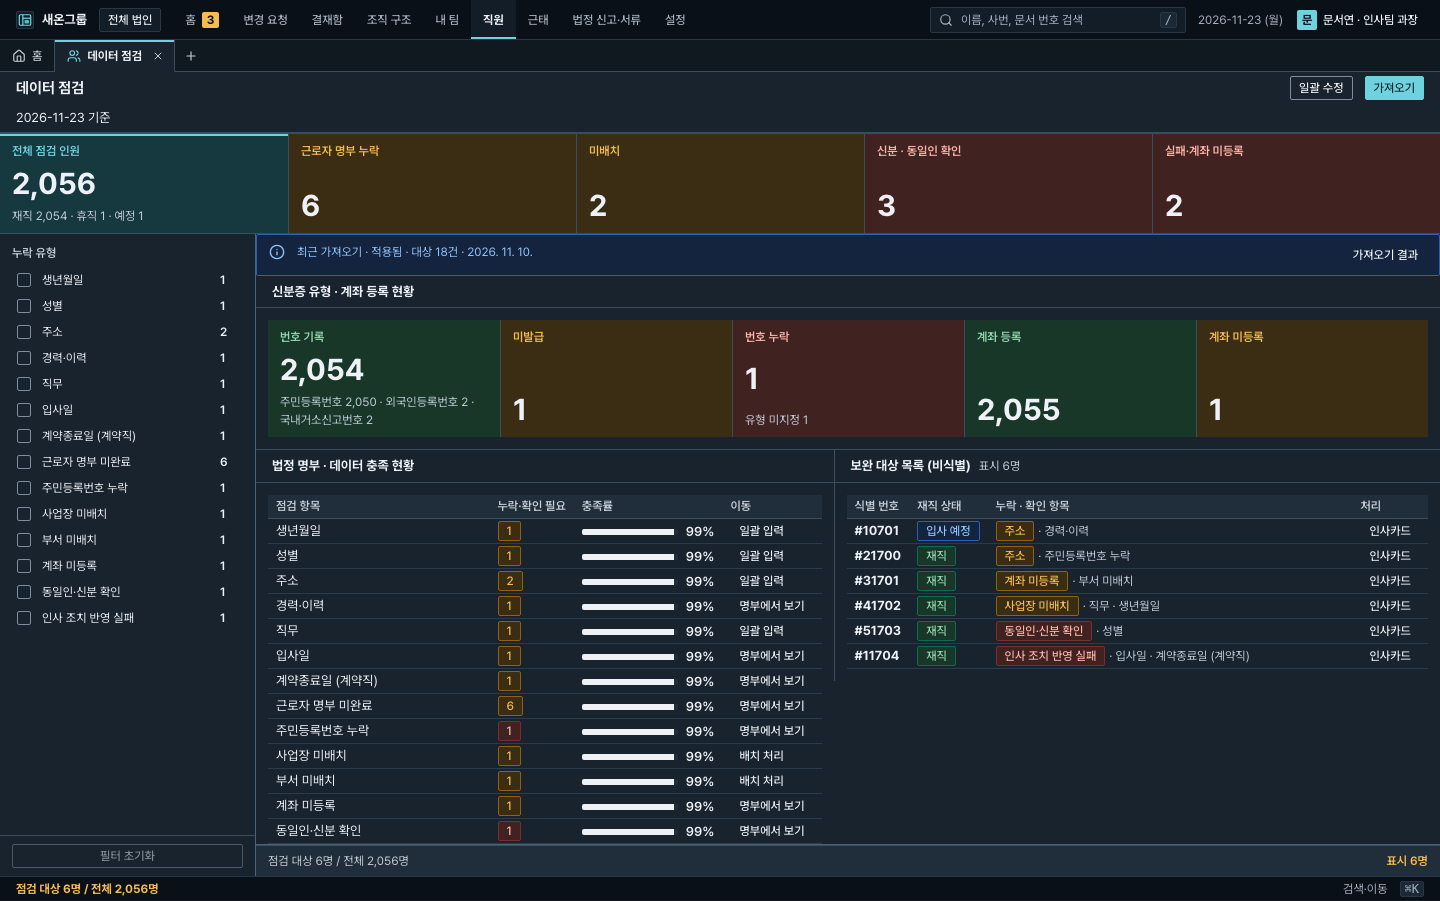 새온그룹 전체 법인 홈 3 변경 요청 결재함 조직 구조 내 팀 직원 근태 법정 신고·서류 설정 이름, 사번, 문서 번호 검색 / 2026-11-23 (월) 문 문서연 · 인사팀 과장
홈 데이터 점검
데이터 점검 일괄 수정 가져오기
2026-11-23 기준
전체 점검 인원
2,056
재직 2,054 · 휴직 1 · 예정 1
근로자 명부 누락
6
미배치
2
신분 · 동일인 확인
3
실패·계좌 미등록
2
누락 유형
생년월일 1
성별 1
주소 2
경력·이력 1
직무 1
입사일 1
계약종료일 (계약직) 1
근로자 명부 미완료 6
주민등록번호 누락 1
사업장 미배치 1
부서 미배치 1
계좌 미등록 1
동일인·신분 확인 1
인사 조치 반영 실패 1
필터 초기화
최근 가져오기 · 적용됨 · 대상 18건 · 2026. 11. 10. 가져오기 결과
신분증 유형 · 계좌 등록 현황
번호 기록
2,054
주민등록번호 2,050 · 외국인등록번호 2 ·
국내거소신고번호 2
미발급
1
번호 누락
1
유형 미지정 1
계좌 등록
2,055
계좌 미등록
1
법정 명부 · 데이터 충족 현황
점검 항목 누락·확인 필요 충족률 이동
생년월일 1 99% 일괄 입력
성별 1 99% 일괄 입력
주소 2 99% 일괄 입력
경력·이력 1 99% 명부에서 보기
직무 1 99% 일괄 입력
입사일 1 99% 명부에서 보기
계약종료일 (계약직) 1 99% 명부에서 보기
근로자 명부 미완료 6 99% 명부에서 보기
주민등록번호 누락 1 99% 명부에서 보기
사업장 미배치 1 99% 배치 처리
부서 미배치 1 99% 배치 처리
계좌 미등록 1 99% 명부에서 보기
동일인·신분 확인 1 99% 명부에서 보기
보완 대상 목록 (비식별) 표시 6명
식별 번호 재직 상태 누락 · 확인 항목 처리
#10701 입사 예정 주소 · 경력·이력 인사카드
#21700 재직 주소 · 주민등록번호 누락 인사카드
#31701 재직 계좌 미등록 · 부서 미배치 인사카드
#41702 재직 사업장 미배치 · 직무 · 생년월일 인사카드
#51703 재직 동일인·신분 확인 · 성별 인사카드
#11704 재직 인사 조치 반영 실패 · 입사일 · 계약종료일 (계약직) 인사카드
점검 대상 6명 / 전체 2,056명 표시 6명
점검 대상 6명 / 전체 2,056명 검색·이동 ⌘K